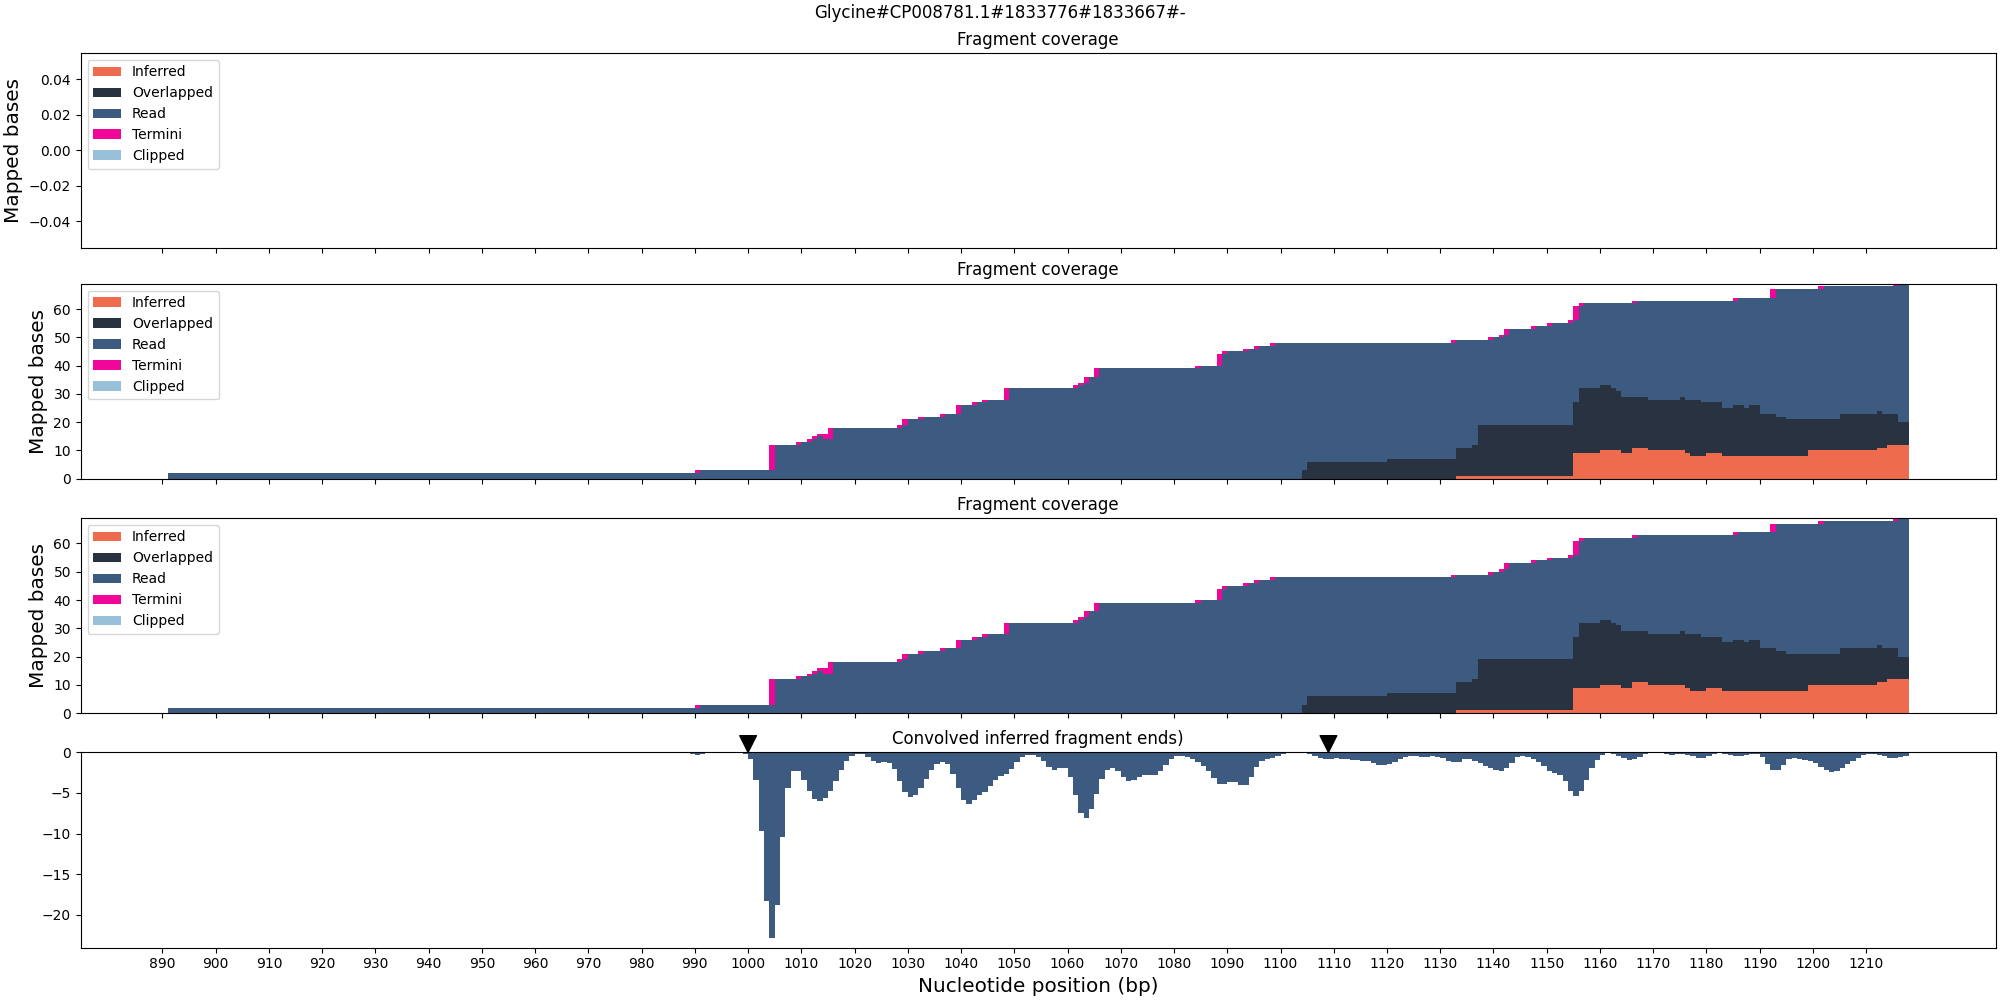 Glycine#CP008781.1#1833776#1833667#-
Fragment coverage
Mapped bases
0.04
0.02
0.00
−0.02
−0.04
Inferred
Overlapped
Read
Termini
Clipped
Fragment coverage
Mapped bases
60
50
40
30
20
10
0
Inferred
Overlapped
Read
Termini
Clipped
Fragment coverage
Mapped bases
60
50
40
30
20
10
0
Inferred
Overlapped
Read
Termini
Clipped
Convolved inferred fragment ends)
0
−5
−10
−15
−20
890 900 910 920 930 940 950 960 970 980 990 1000 1010 1020 1030 1040 1050 1060 1070 1080 1090 1100 1110 1120 1130 1140 1150 1160 1170 1180 1190 1200 1210
Nucleotide position (bp)